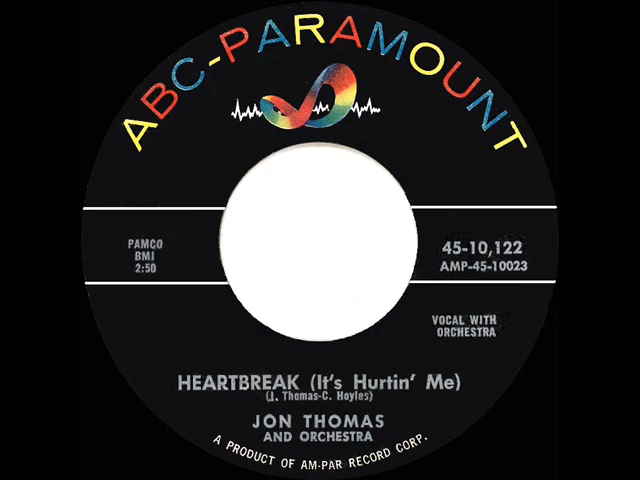 ABC-PARAMOUNT
PAMCO
BMI
2:50
45-10,122
AMP-45-10023
VOCAL WITH
ORCHESTRA
HEARTBREAK (It's Hurtin' Me)
(J. Thomas-C. Hoyles)
JON THOMAS
AND ORCHESTRA
A PRODUCT OF AM-PAR RECORD CORP.